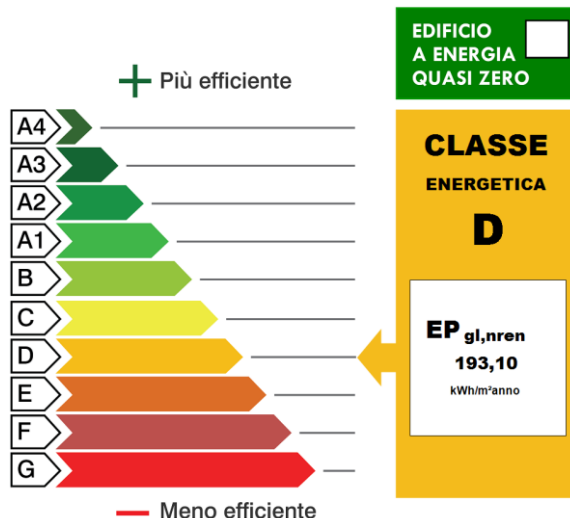 EDIFICIO
A ENERGIA
QUASI ZERO
+ Più efficiente
A4
A3
A2
A1
B
C
D
E
F
G
— Meno efficiente
CLASSE
ENERGETICA
D
EP gl,nren
193,10
kWh/m²anno